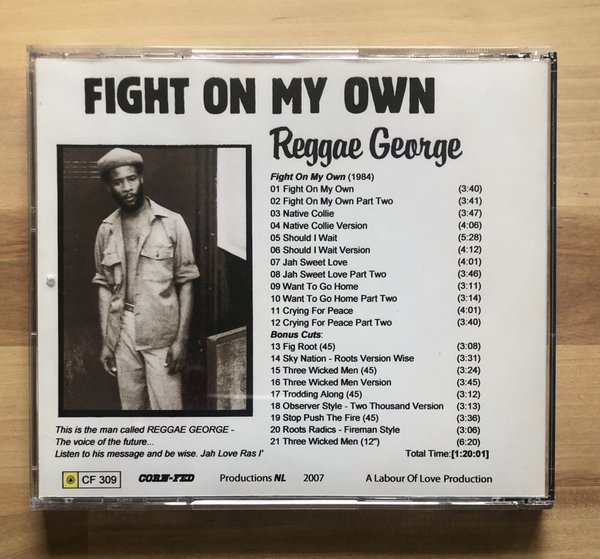 FIGHT ON MY OWN
Reggae George
Fight On My Own (1984)
01 Fight On My Own (3:40)
02 Fight On My Own Part Two (3:41)
03 Native Collie (3:47)
04 Native Collie Version (4:06)
05 Should I Wait (5:28)
06 Should I Wait Version (4:12)
07 Jah Sweet Love (4:01)
08 Jah Sweet Love Part Two (3:46)
09 Want To Go Home (3:11)
10 Want To Go Home Part Two (3:14)
11 Crying For Peace (4:01)
12 Crying For Peace Part Two (3:40)
Bonus Cuts:
13 Fig Root (45) (3:08)
14 Sky Nation - Roots Version Wise (3:31)
15 Three Wicked Men (45) (3:24)
16 Three Wicked Men Version (3:45)
17 Trodding Along (45) (3:12)
18 Observer Style - Two Thousand Version (3:13)
19 Stop Push The Fire (45) (3:36)
20 Roots Radics - Fireman Style (3:06)
21 Three Wicked Men (12") (6:20)
Total Time:[1:20:01]
This is the man called REGGAE GEORGE -
The voice of the future...
Listen to his message and be wise. Jah Love Ras I'
CF 309 CORN-FED Productions NL 2007 A Labour Of Love Production